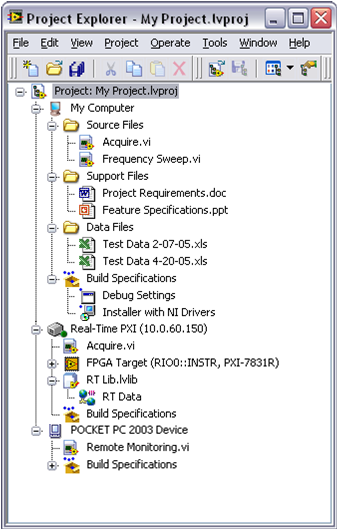 Project Explorer - My Project.lvproj
File Edit View Project Operate Tools Window Help
Project: My Project.lvproj
My Computer
Source Files
Acquire.vi
Frequency Sweep.vi
Support Files
Project Requirements.doc
Feature Specifications.ppt
Data Files
Test Data 2-07-05.xls
Test Data 4-20-05.xls
Build Specifications
Debug Settings
Installer with NI Drivers
Real-Time PXI (10.0.60.150)
Acquire.vi
FPGA Target (RIO0::INSTR, PXI-7831R)
RT Lib.lvlib
RT Data
Build Specifications
POCKET PC 2003 Device
Remote Monitoring.vi
Build Specifications